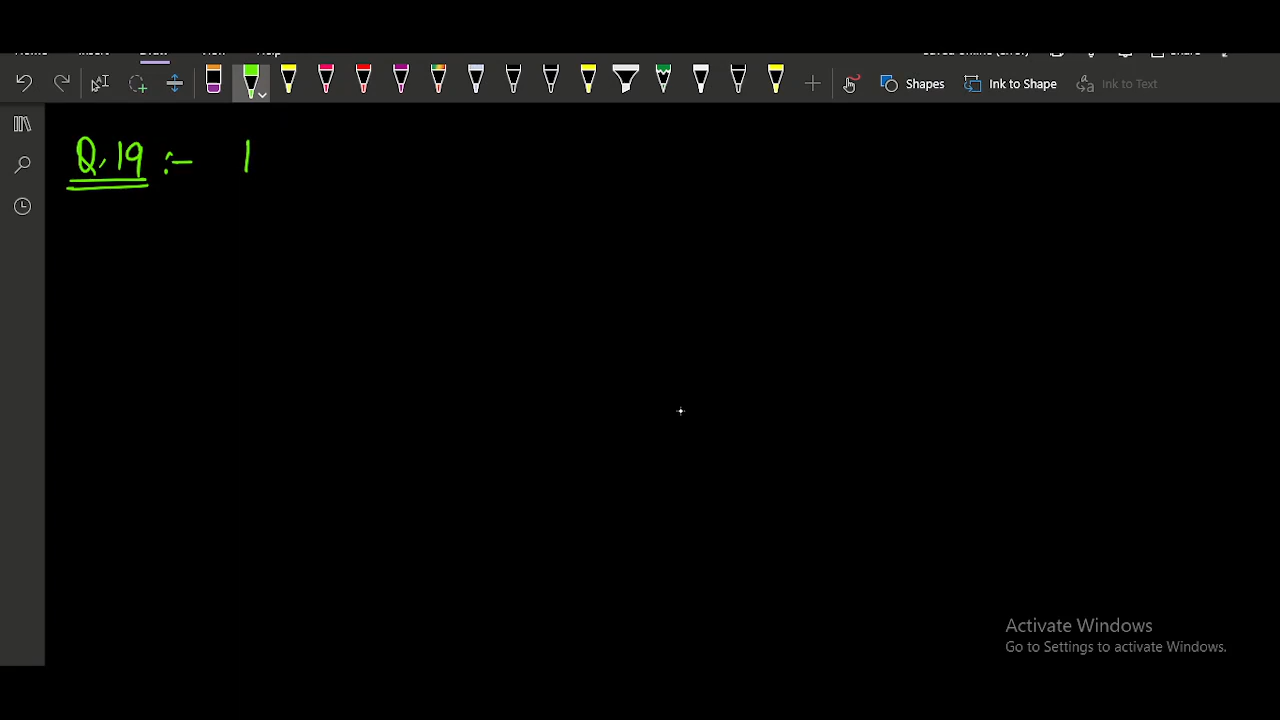 Shapes Ink to Shape Ink to Text
Q.19 :- 1
Activate Windows
Go to Settings to activate Windows.